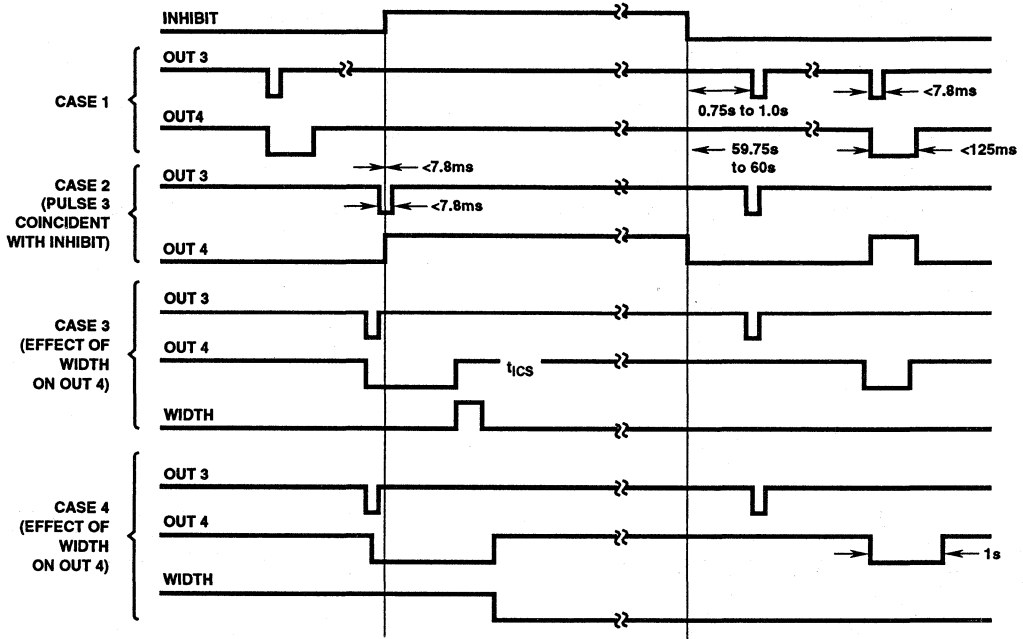 INHIBIT
CASE 1
OUT 3
OUT4
0.75s to 1.0s
<7.8ms
59.75s
to 60s
<125ms
CASE 2
(PULSE 3
COINCIDENT
WITH INHIBIT)
OUT 3
<7.8ms
<7.8ms
OUT 4
CASE 3
(EFFECT OF
WIDTH
ON OUT 4)
OUT 3
OUT 4
tICS
WIDTH
CASE 4
(EFFECT OF
WIDTH
ON OUT 4)
OUT 3
OUT 4
1s
WIDTH